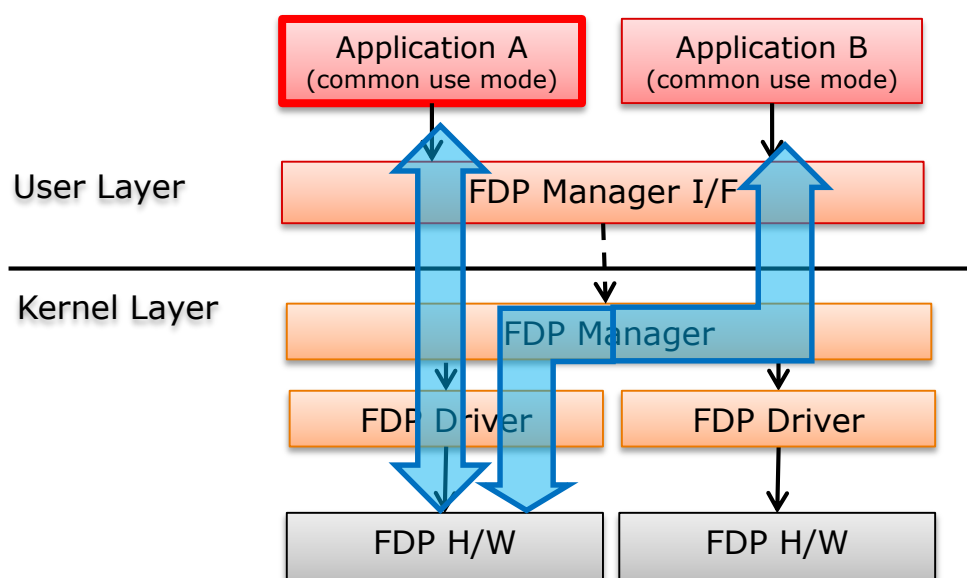 Application A
(common use mode)
Application B
(common use mode)
User Layer
FDP Manager I/F
Kernel Layer
FDP Manager
FDP Driver
FDP Driver
FDP H/W
FDP H/W